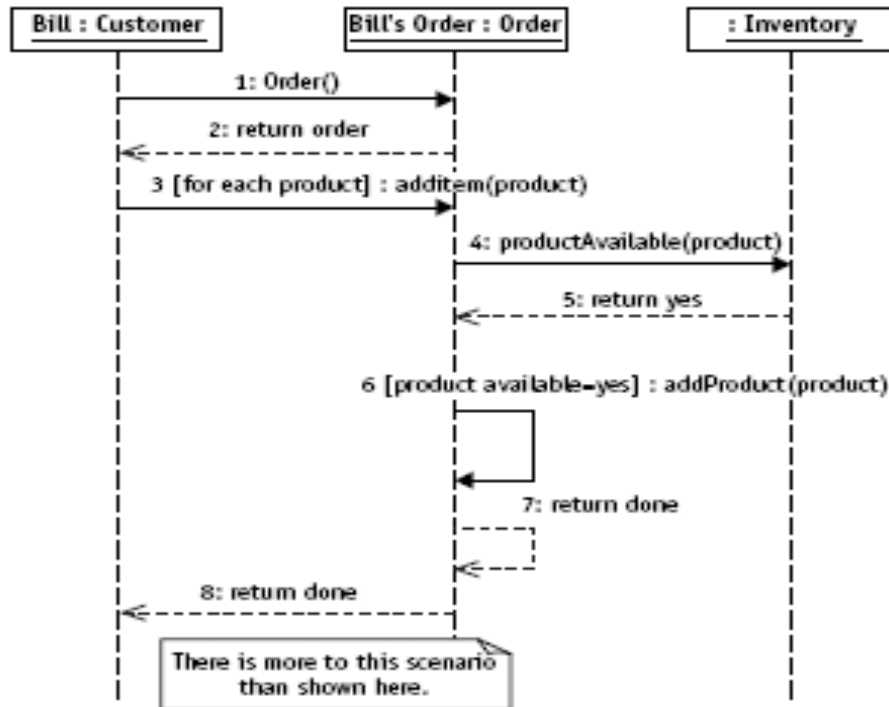 Bill : Customer
Bill's Order : Order
: Inventory
1: Order()
2: return order
3 [for each product] : additem(product)
4: productAvailable(product)
5: return yes
6 [product available=yes] : addProduct(product)
7: return done
8: return done
There is more to this scenario
than shown here.